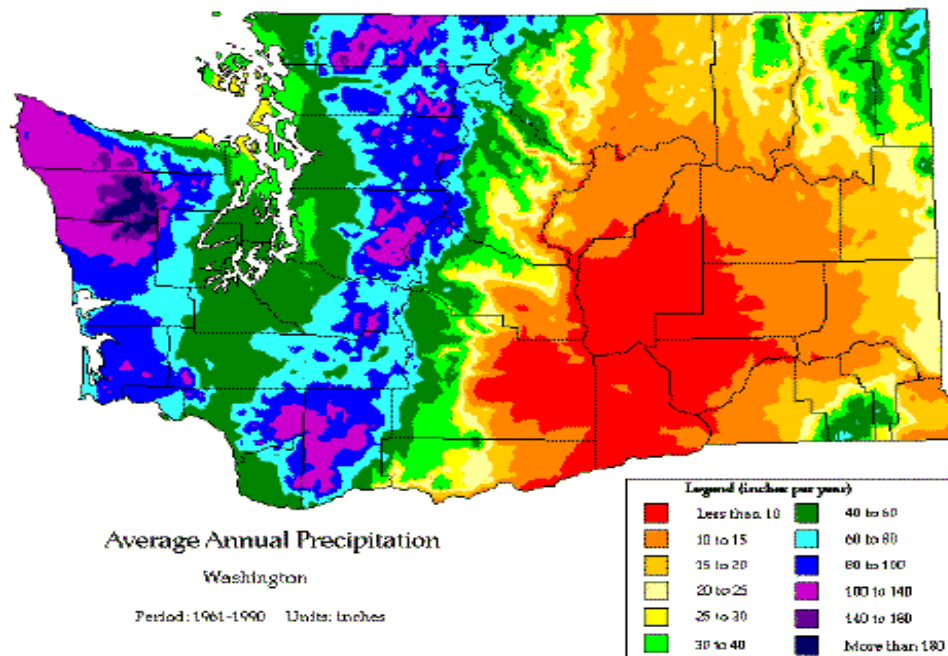 Average Annual Precipitation
Washington
Period: 1961-1990 Units: inches
Legend (inches per year)
Less than 10
10 to 15
15 to 20
20 to 25
25 to 30
30 to 40
40 to 60
60 to 80
80 to 100
100 to 140
140 to 180
More than 180